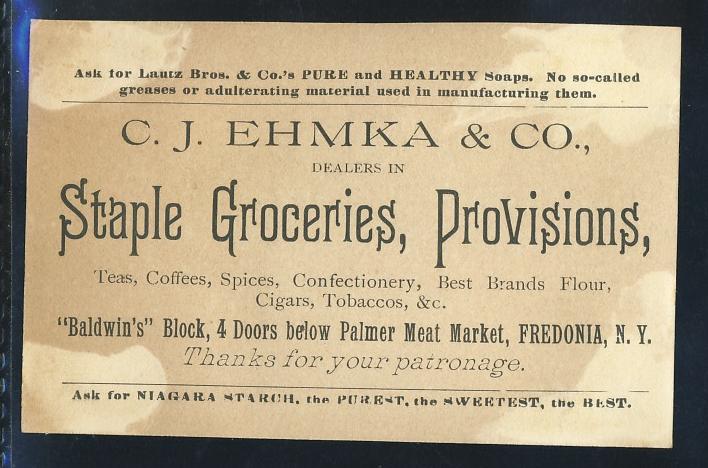 Ask for Lautz Bros. & Co.'s PURE and HEALTHY Soaps. No so-called
greases or adulterating material used in manufacturing them.
C. J. EHMKA & CO.,
DEALERS IN
Staple Groceries, Provisions,
Teas, Coffees, Spices, Confectionery, Best Brands Flour,
Cigars, Tobaccos, &c.
"Baldwin's" Block, 4 Doors below Palmer Meat Market, FREDONIA, N. Y.
Thanks for your patronage.
Ask for NIAGARA STARCH, the PUREST, the SWEETEST, the BEST.